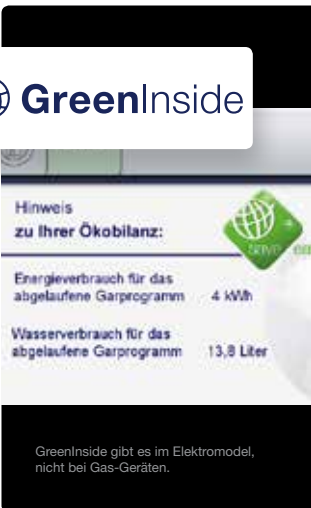 GreenInside
Hinweis
zu Ihrer Ökobilanz:
Energieverbrauch für das
abgelaufene Garprogramm 4 kWh
Wasserverbrauch für das
abgelaufene Garprogramm 13,8 Liter
GreenInside gibt es im Elektromodel,
nicht bei Gas-Geräten.